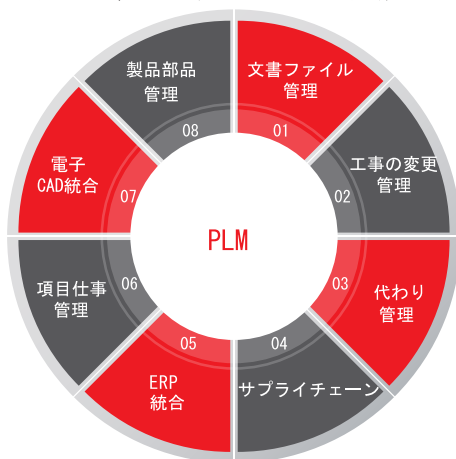 文書ファイル
管理
01
工事の変更
管理
02
代わり
管理
03
サプライチェーン
04
ERP
統合
05
項目仕事
管理
06
電子
CAD統合
07
製品部品
管理
08
PLM